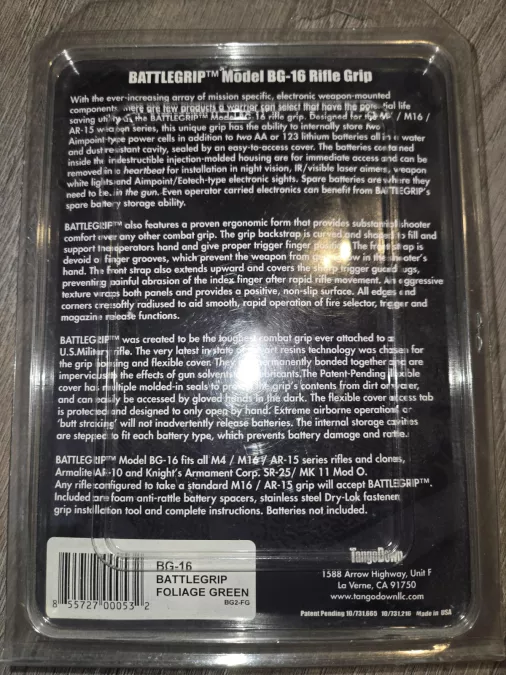 BATTLEGRIP™ Model BG-16 Rifle Grip
With the ever-increasing array of mission specific, electronic weapon-mounted
components, there are few products a warrior can select that have the potential life
saving utility as the BATTLEGRIP™ Model BG-16 rifle grip. Designed for the M4 / M16 /
AR-15 weapon series, this unique grip has the ability to internally store two
Aimpoint-type power cells in addition to two AA or 123 lithium batteries all in a water
and dust resistant cavity, sealed by an easy-to-access cover. The batteries contained
inside the indestructible injection-molded housing are for immediate access and can be
removed in a heartbeat for installation in night vision, IR/visible laser aimers, weapon
white lights and Aimpoint/Eotech-type electronic sights. Spare batteries are where they
need to be, in the gun. Even operator carried electronics can benefit from BATTLEGRIP's
spare battery storage ability.
BATTLEGRIP™ also features a proven ergonomic form that provides substantial shooter
comfort over any other combat grip. The grip backstrap is curved and shaped to fill and
support the operators hand and give proper trigger finger position. The front strap is
devoid of finger grooves, which prevent the weapon from in the shooter's
hand. The front strap also extends upward and covers the sharp trigger guard lugs,
preventing painful abrasion of the index finger after rapid rifle movement. An aggressive
texture wraps both panels and provides a positive, non-slip surface. All edges and
corners are softly radiused to aid smooth, rapid operation of fire selector, trigger and
magazine release functions.
BATTLEGRIP™ was created to be the toughest combat grip ever attached to a
U.S. Military rifle. The very latest in state of art resins technology was chosen for
the grip housing and flexible cover. They are permanently bonded together and are
impervious to the effects of gun solvents lubricants. The Patent-Pending flexible
cover has multiple molded-in seals to protect the grip's contents from dirt or water,
and can easily be accessed by gloved hands in the dark. The flexible cover access tab
is protected and designed to only open by hand. Extreme airborne operations or
'butt stroking' will not inadvertently release batteries. The internal storage cavities
are stepped to fit each battery type, which prevents battery damage and rattle.
BATTLEGRIP™ Model BG-16 fits all M4 / M16 / AR-15 series rifles and clones,
Armalite AR-10 and Knight's Armament Corp. SR-25/ MK 11 Mod O.
Any rifle configured to take a standard M16 / AR-15 grip will accept BATTLEGRIP™.
Included are foam anti-rattle battery spacers, stainless steel Dry-Lok fastener,
grip installation tool and complete instructions. Batteries not included.
BG-16
BATTLEGRIP
FOLIAGE GREEN
BG2-FG
8 55727 00053 2
TangoDown
1588 Arrow Highway, Unit F
La Verne, CA 91750
www.tangodownllc.com
Patent Pending 10/731,665 10/731,216 Made in USA